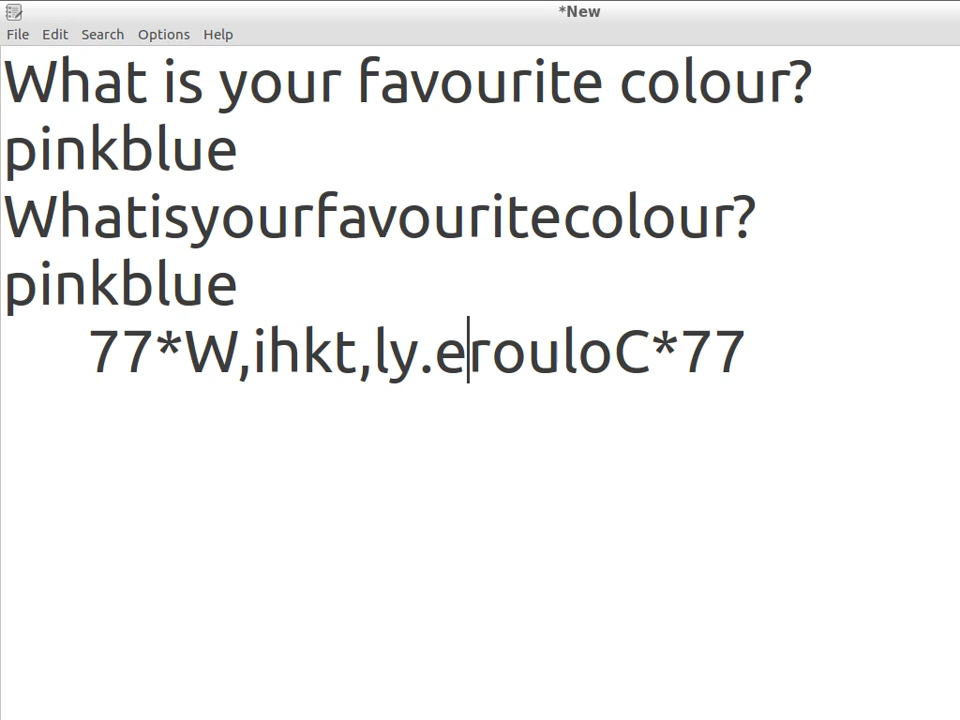 *New
File Edit Search Options Help
What is your favourite colour?
pinkblue
Whatisyourfavouritecolour?
pinkblue
77*W,ihkt,ly.erouloC*77